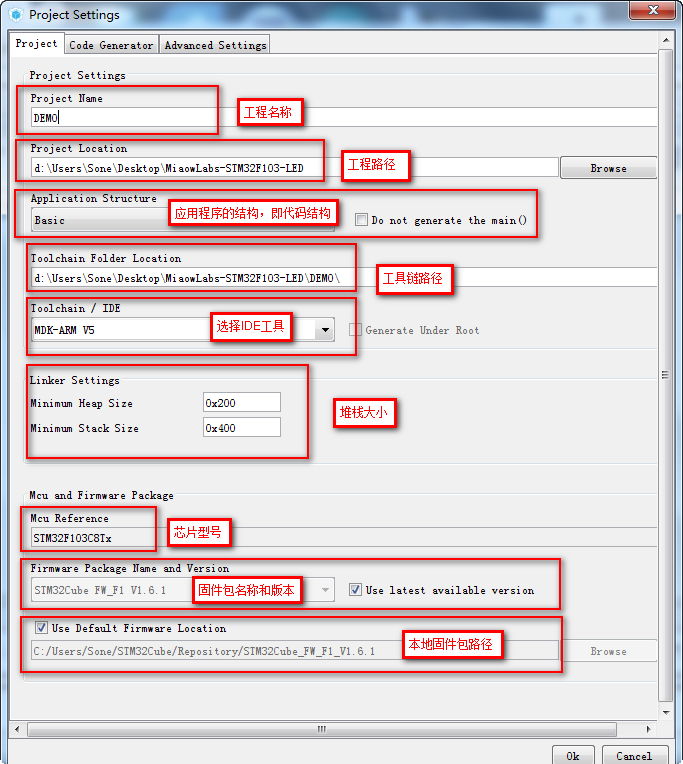 Project Settings
Project
Code Generator
Advanced Settings
Project Settings
Project Name
DEMO
工程名称
Project Location
d:\Users\Sone\Desktop\MiaowLabs-STM32F103-LED
工程路径
Browse
Application Structure
Basic
应用程序的结构，即代码结构
Do not generate the main()
Toolchain Folder Location
d:\Users\Sone\Desktop\MiaowLabs-STM32F103-LED\DEMO\
工具链路径
Toolchain / IDE
MDK-ARM V5
选择IDE工具
Generate Under Root
Linker Settings
Minimum Heap Size
0x200
堆栈大小
Minimum Stack Size
0x400
Mcu and Firmware Package
Mcu Reference
STM32F103C8Tx
芯片型号
Firmware Package Name and Version
STM32Cube FW_F1 V1.6.1
固件包名称和版本
Use latest available version
Use Default Firmware Location
C:/Users/Sone/STM32Cube/Repository/STM32Cube_FW_F1_V1.6.1
本地固件包路径
Browse
Ok
Cancel